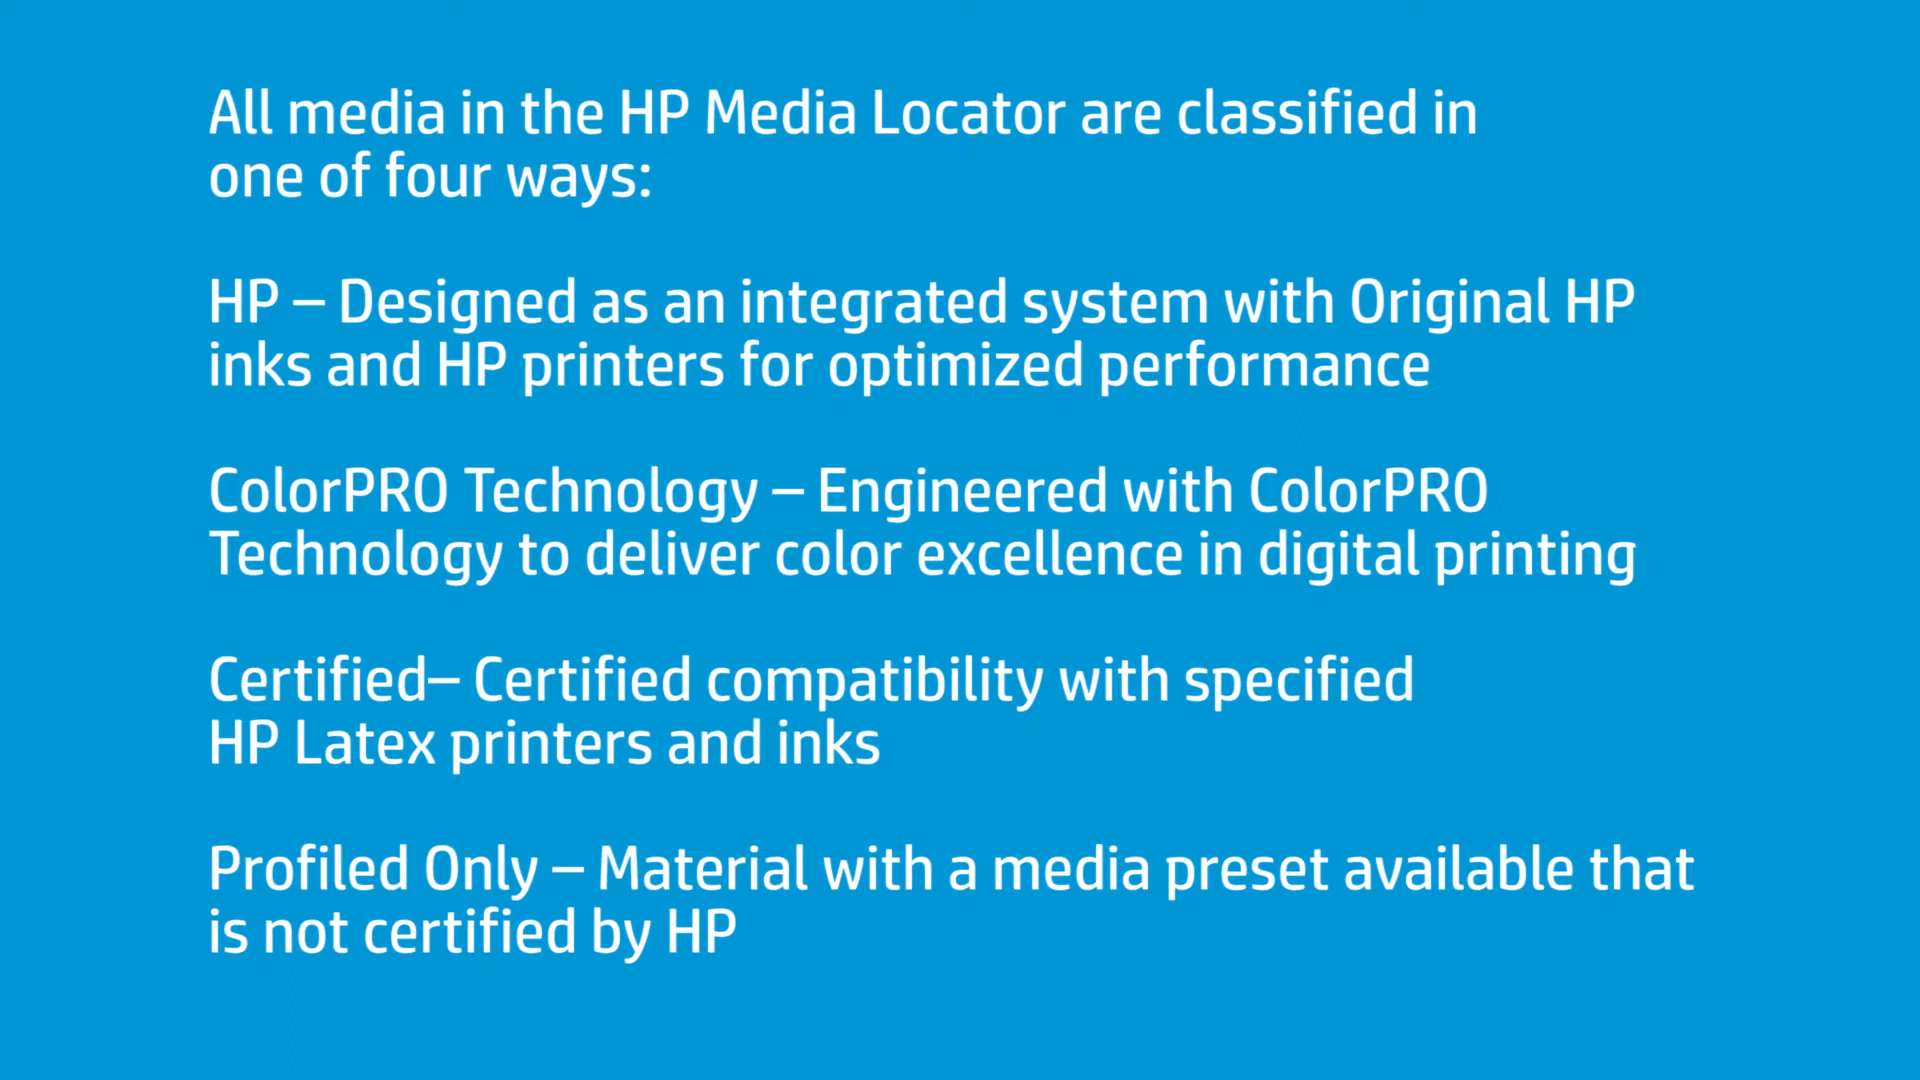 All media in the HP Media Locator are classified in
one of four ways:
HP – Designed as an integrated system with Original HP
inks and HP printers for optimized performance
ColorPRO Technology – Engineered with ColorPRO
Technology to deliver color excellence in digital printing
Certified– Certified compatibility with specified
HP Latex printers and inks
Profiled Only – Material with a media preset available that
is not certified by HP